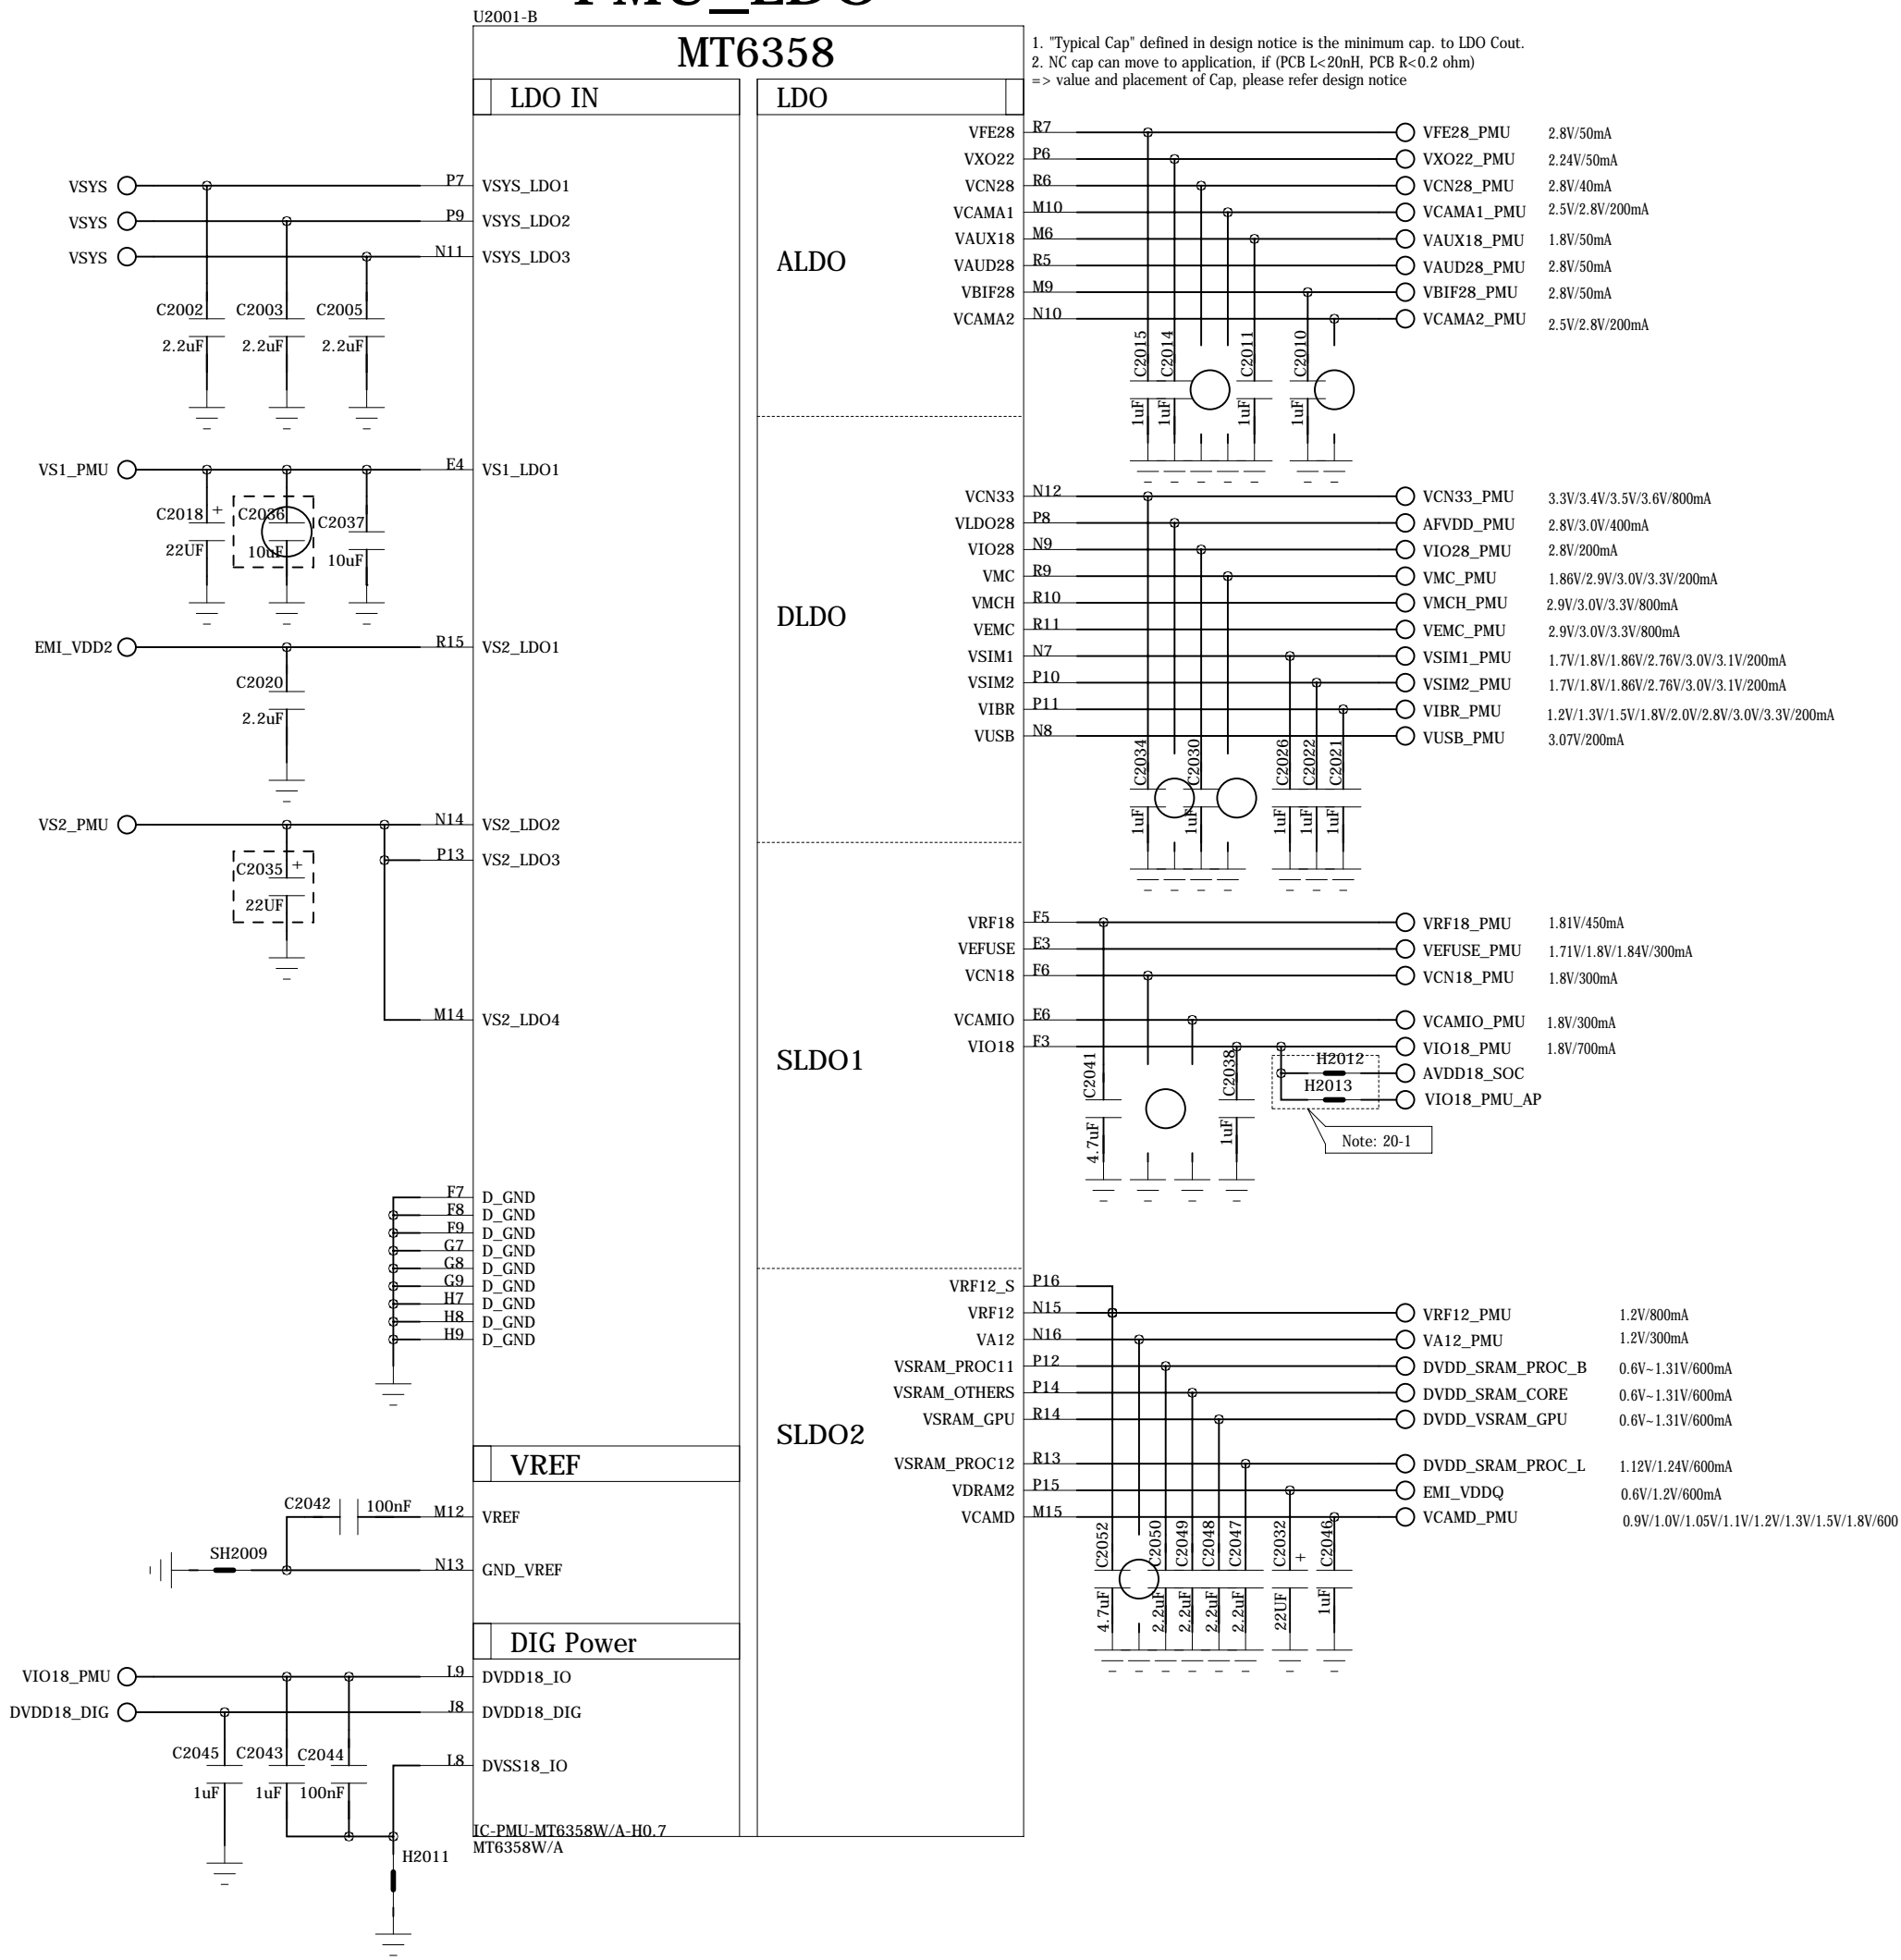 PMU_LDO
U2001-B
MT6358
1. "Typical Cap" defined in design notice is the minimum cap. to LDO Cout.
2. NC cap can move to application, if (PCB L<20nH, PCB R<0.2 ohm)
=> value and placement of Cap, please refer design notice
LDO IN
LDO
VSYS P7 VSYS_LDO1
VSYS P9 VSYS_LDO2
VSYS N11 VSYS_LDO3
C2002 C2003 C2005
2.2uF 2.2uF 2.2uF
VS1_PMU E4 VS1_LDO1
C2018 + C2036 C2037
22UF 10uF 10uF
EMI_VDD2 R15 VS2_LDO1
C2020
2.2uF
VS2_PMU N14 VS2_LDO2
P13 VS2_LDO3
C2035 +
22UF
M14 VS2_LDO4
F7 D_GND
F8 D_GND
F9 D_GND
G7 D_GND
G8 D_GND
G9 D_GND
H7 D_GND
H8 D_GND
H9 D_GND
VREF
C2042 100nF M12 VREF
SH2009 N13 GND_VREF
DIG Power
VIO18_PMU L9 DVDD18_IO
DVDD18_DIG J8 DVDD18_DIG
C2045 C2043 C2044
L8 DVSS18_IO
1uF 1uF 100nF
IC-PMU-MT6358W/A-H0.7
MT6358W/A
H2011
ALDO
VFE28 R7 VFE28_PMU 2.8V/50mA
VXO22 P6 VXO22_PMU 2.24V/50mA
VCN28 R6 VCN28_PMU 2.8V/40mA
VCAMA1 M10 VCAMA1_PMU 2.5V/2.8V/200mA
VAUX18 M6 VAUX18_PMU 1.8V/50mA
VAUD28 R5 VAUD28_PMU 2.8V/50mA
VBIF28 M9 VBIF28_PMU 2.8V/50mA
VCAMA2 N10 VCAMA2_PMU 2.5V/2.8V/200mA
C2015 C2014 C2011 C2010
1uF 1uF 1uF 1uF
DLDO
VCN33 N12 VCN33_PMU 3.3V/3.4V/3.5V/3.6V/800mA
VLDO28 P8 AFVDD_PMU 2.8V/3.0V/400mA
VIO28 N9 VIO28_PMU 2.8V/200mA
VMC R9 VMC_PMU 1.86V/2.9V/3.0V/3.3V/200mA
VMCH R10 VMCH_PMU 2.9V/3.0V/3.3V/800mA
VEMC R11 VEMC_PMU 2.9V/3.0V/3.3V/800mA
VSIM1 N7 VSIM1_PMU 1.7V/1.8V/1.86V/2.76V/3.0V/3.1V/200mA
VSIM2 P10 VSIM2_PMU 1.7V/1.8V/1.86V/2.76V/3.0V/3.1V/200mA
VIBR P11 VIBR_PMU 1.2V/1.3V/1.5V/1.8V/2.0V/2.8V/3.0V/3.3V/200mA
VUSB N8 VUSB_PMU 3.07V/200mA
C2034 C2030 C2026 C2022 C2021
1uF 1uF 1uF 1uF 1uF
SLDO1
VRF18 F5 VRF18_PMU 1.81V/450mA
VEFUSE E3 VEFUSE_PMU 1.71V/1.8V/1.84V/300mA
VCN18 F6 VCN18_PMU 1.8V/300mA
VCAMIO E6 VCAMIO_PMU 1.8V/300mA
VIO18 F3 VIO18_PMU 1.8V/700mA
H2012 AVDD18_SOC
H2013 VIO18_PMU_AP
C2041 C2038
4.7uF 1uF
Note: 20-1
SLDO2
VRF12_S P16
VRF12 N15 VRF12_PMU 1.2V/800mA
VA12 N16 VA12_PMU 1.2V/300mA
VSRAM_PROC11 P12 DVDD_SRAM_PROC_B 0.6V~1.31V/600mA
VSRAM_OTHERS P14 DVDD_SRAM_CORE 0.6V~1.31V/600mA
VSRAM_GPU R14 DVDD_VSRAM_GPU 0.6V~1.31V/600mA
VSRAM_PROC12 R13 DVDD_SRAM_PROC_L 1.12V/1.24V/600mA
VDRAM2 P15 EMI_VDDQ 0.6V/1.2V/600mA
VCAMD M15 VCAMD_PMU 0.9V/1.0V/1.05V/1.1V/1.2V/1.3V/1.5V/1.8V/600
C2052 C2050 C2049 C2048 C2047 C2032 + C2046
4.7uF 2.2uF 2.2uF 2.2uF 2.2uF 22UF 1uF